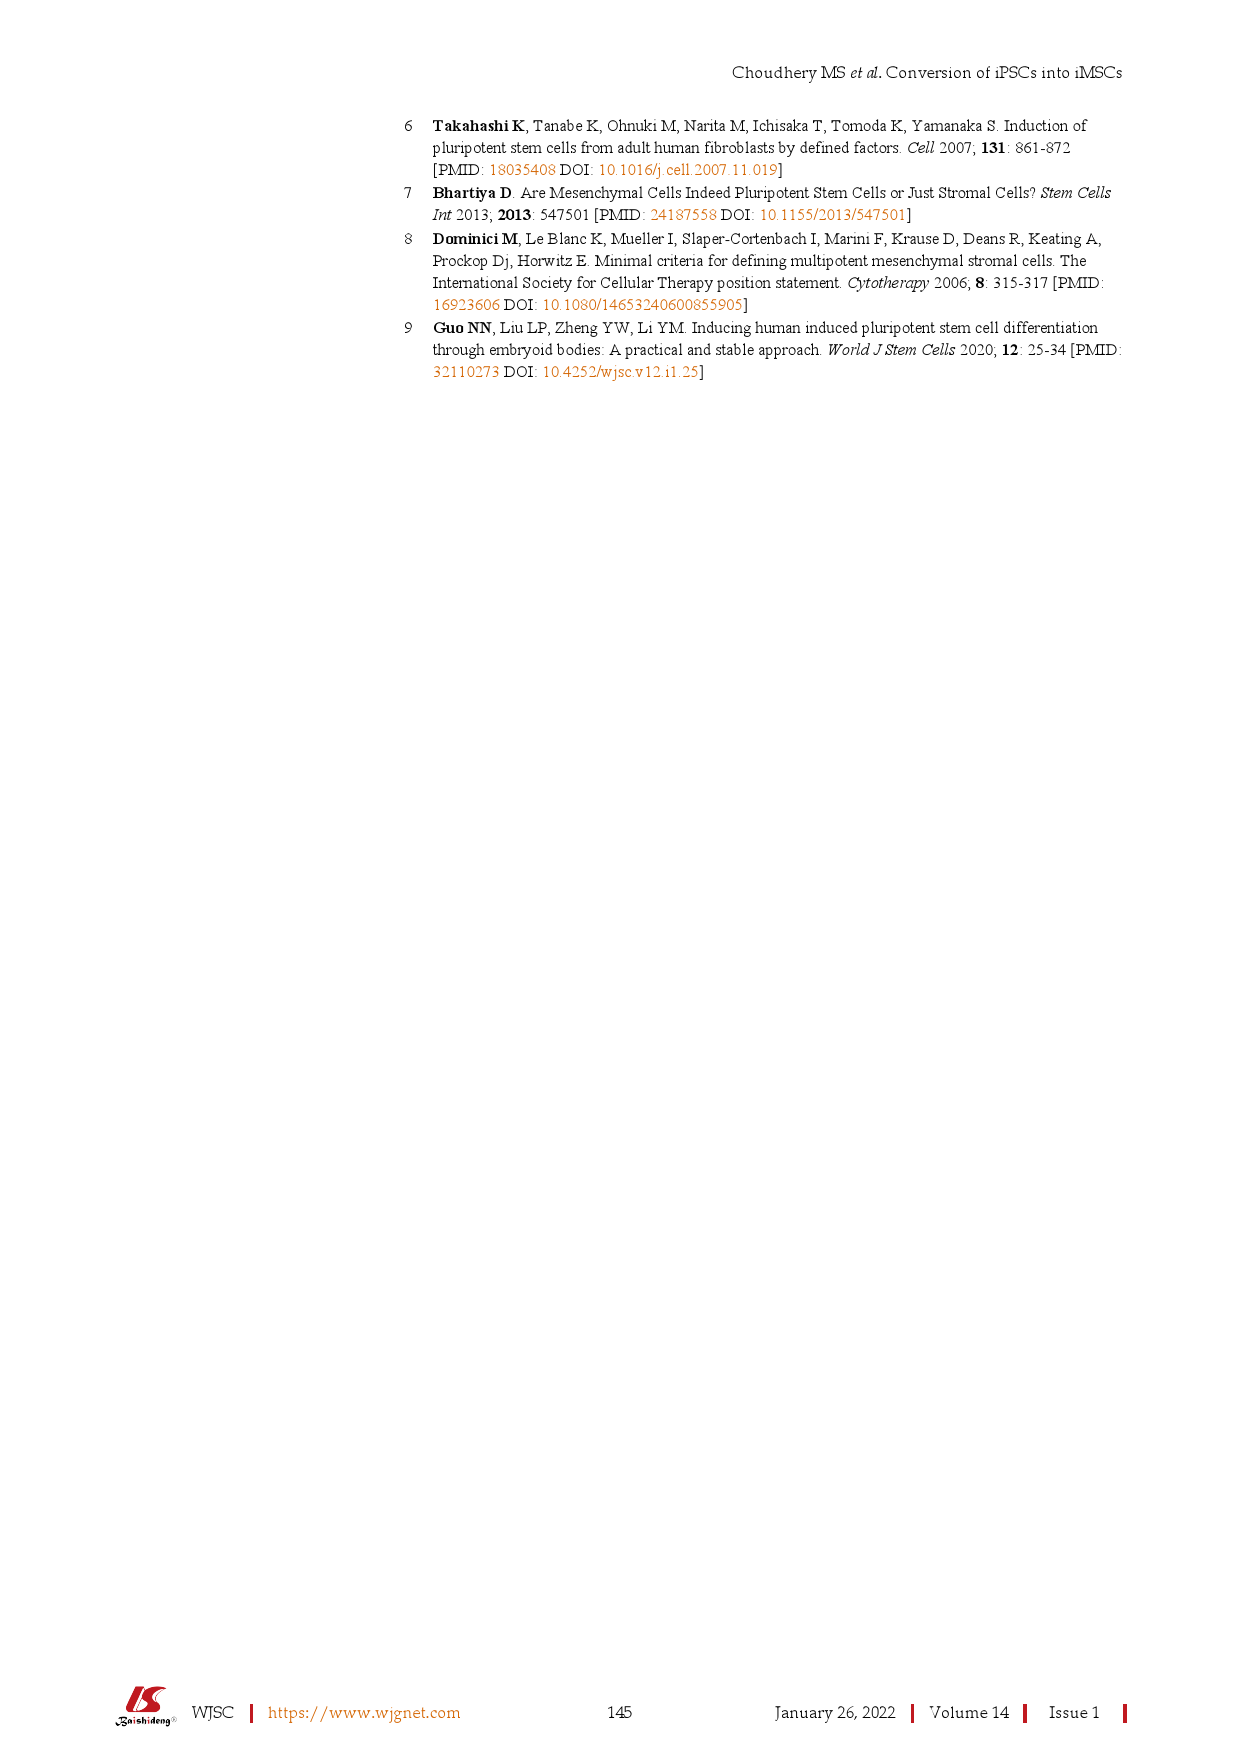 Choudhery MS et al. Conversion of iPSCs into iMSCs
6 Takahashi K, Tanabe K, Ohnuki M, Narita M, Ichisaka T, Tomoda K, Yamanaka S. Induction of
pluripotent stem cells from adult human fibroblasts by defined factors. Cell 2007; 131: 861-872
[PMID: 18035408 DOI: 10.1016/j.cell.2007.11.019]
7 Bhartiya D. Are Mesenchymal Cells Indeed Pluripotent Stem Cells or Just Stromal Cells? Stem Cells
Int 2013; 2013: 547501 [PMID: 24187558 DOI: 10.1155/2013/547501]
8 Dominici M, Le Blanc K, Mueller I, Slaper-Cortenbach I, Marini F, Krause D, Deans R, Keating A,
Prockop Dj, Horwitz E. Minimal criteria for defining multipotent mesenchymal stromal cells. The
International Society for Cellular Therapy position statement. Cytotherapy 2006; 8: 315-317 [PMID:
16923606 DOI: 10.1080/14653240600855905]
9 Guo NN, Liu LP, Zheng YW, Li YM. Inducing human induced pluripotent stem cell differentiation
through embryoid bodies: A practical and stable approach. World J Stem Cells 2020; 12: 25-34 [PMID:
32110273 DOI: 10.4252/wjsc.v12.i1.25]
Baishideng® WJSC https://www.wjgnet.com 145 January 26, 2022 Volume 14 Issue 1